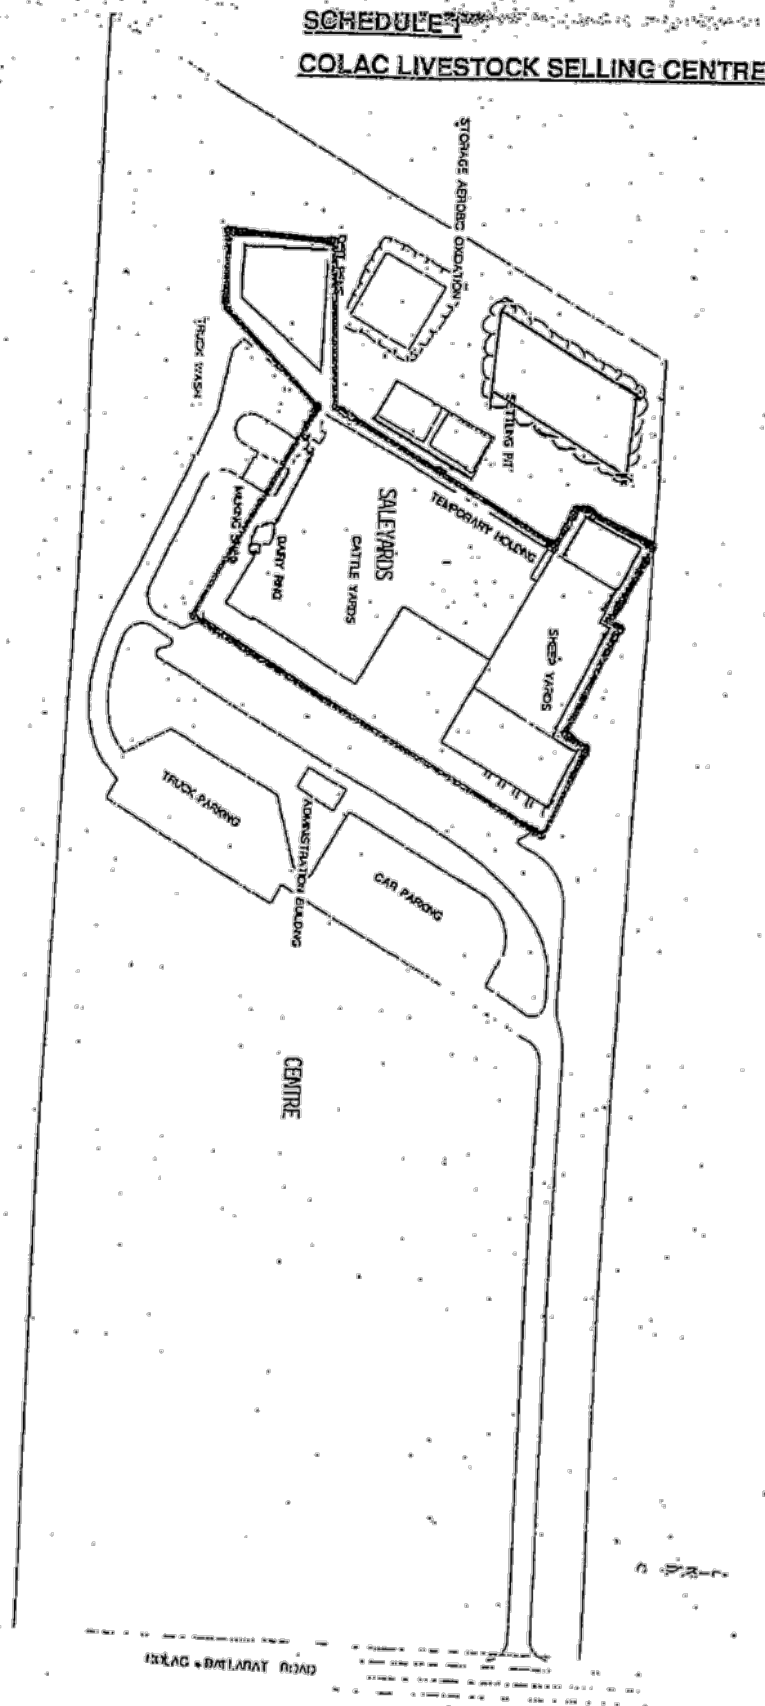 SCHEDULE 1
COLAC LIVESTOCK SELLING CENTRE
STORAGE AEROBIC OXIDATION
TRUCK WASH
SETTLING PIT
TEMPORARY HOLDING
SALEYARDS
CATTLE YARDS
DAIRY RING
SHEEP YARDS
TRUCK PARKING
ADMINISTRATION BUILDING
CAR PARKING
CENTRE
COLAC - BALLARAT ROAD